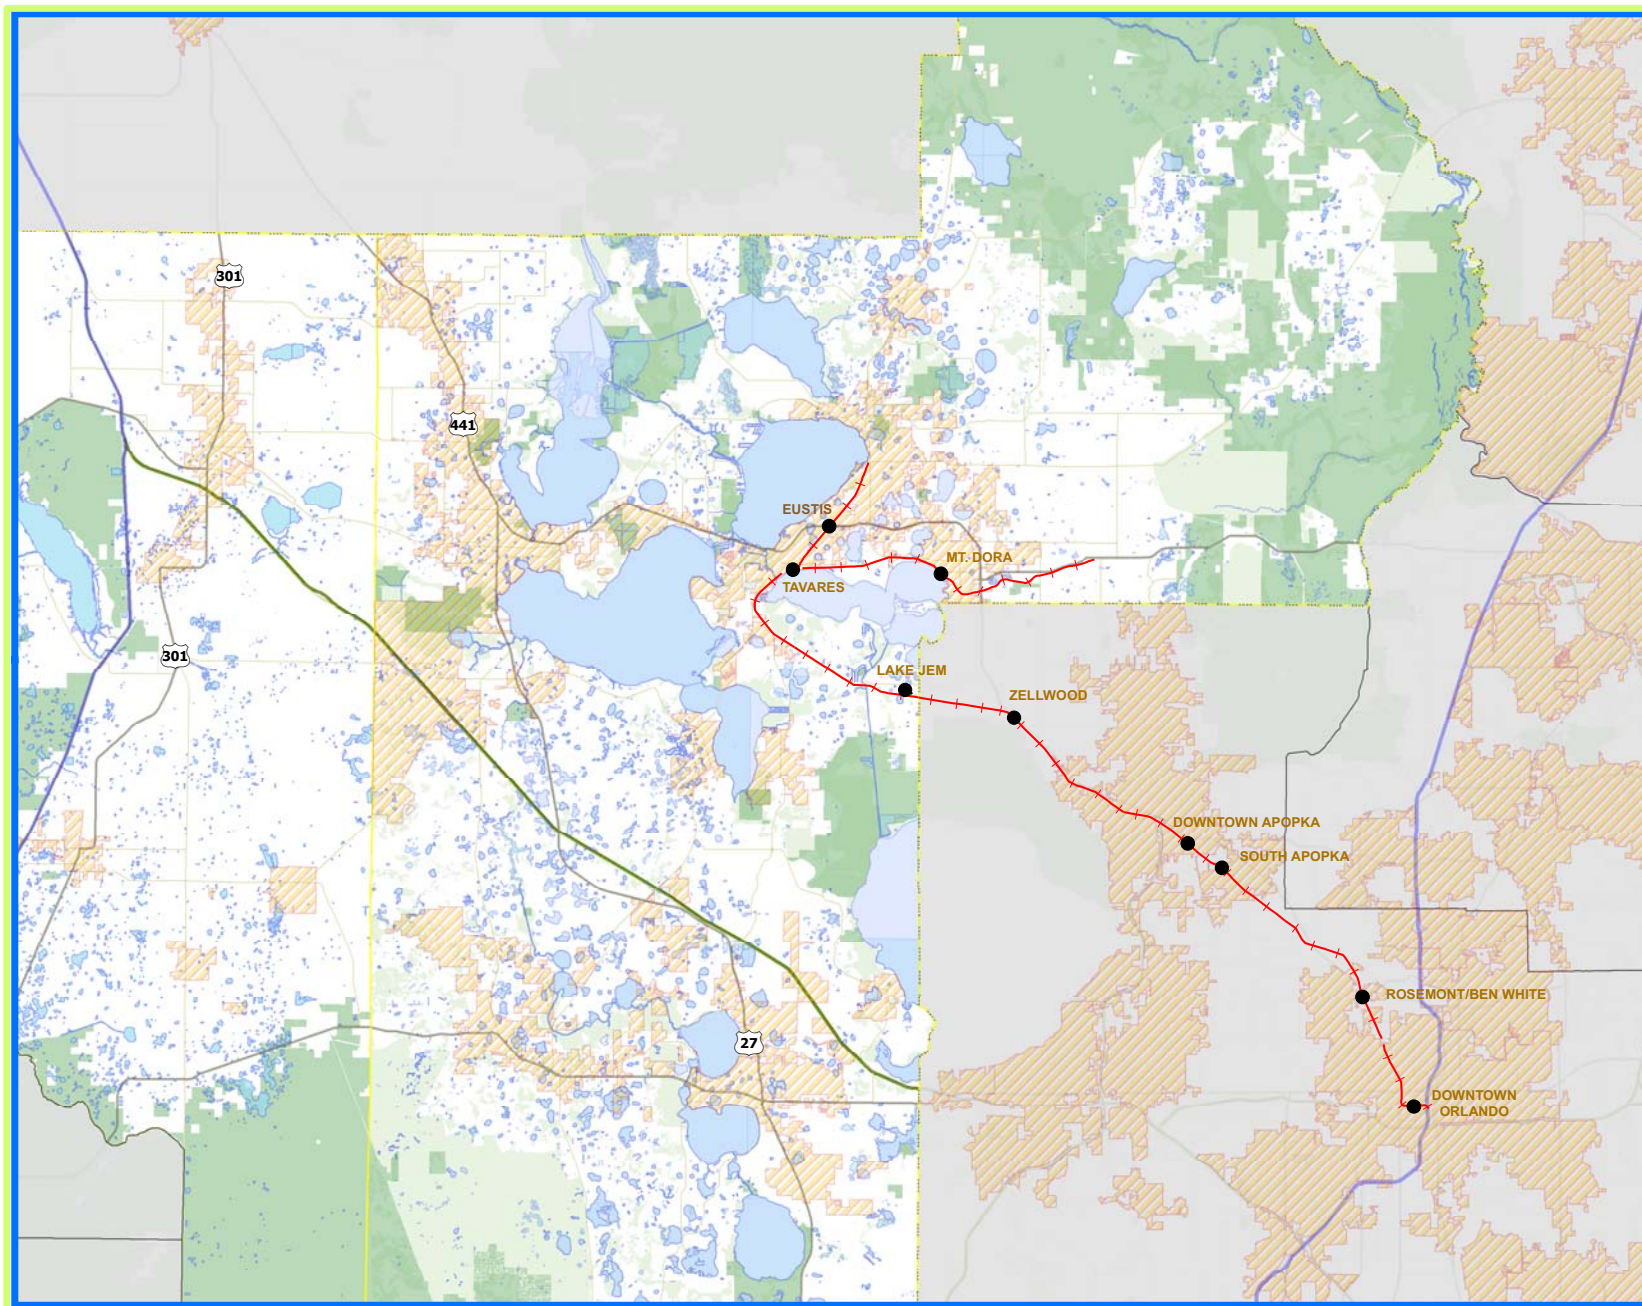 301
441
EUSTIS
MT. DORA
TAVARES
301
LAKE JEM
ZELLWOOD
DOWNTOWN APOPKA
SOUTH APOPKA
ROSEMONT/BEN WHITE
27
DOWNTOWN
ORLANDO